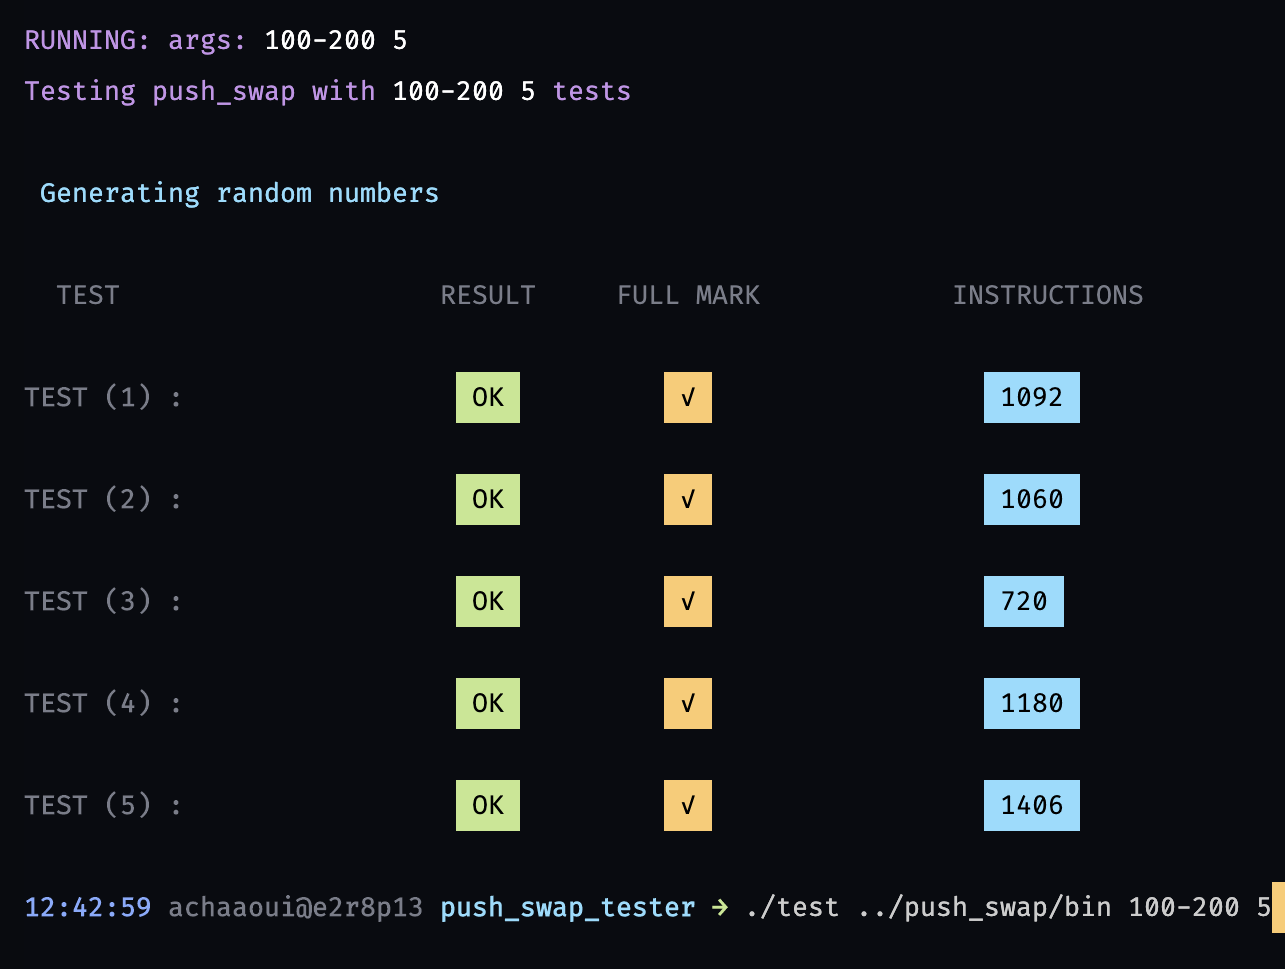 RUNNING: args: 100-200 5
Testing push_swap with 100-200 5 tests
Generating random numbers
TEST RESULT FULL MARK INSTRUCTIONS
TEST (1) : OK √ 1092
TEST (2) : OK √ 1060
TEST (3) : OK √ 720
TEST (4) : OK √ 1180
TEST (5) : OK √ 1406
12:42:59 achaaoui@e2r8p13 push_swap_tester → ./test ../push_swap/bin 100-200 5